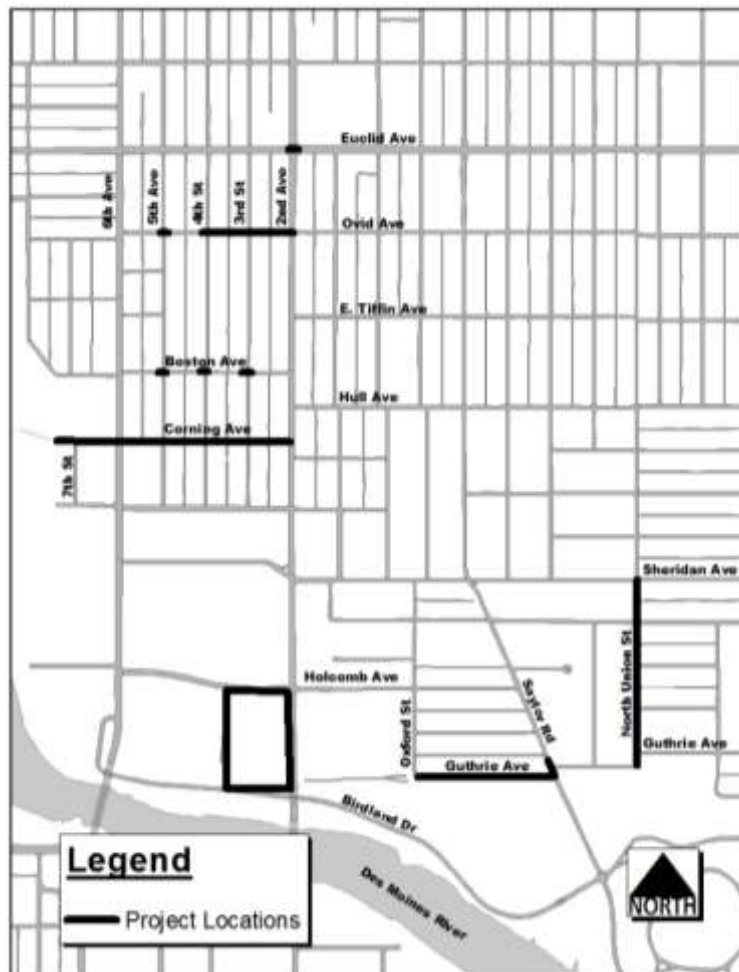 Euclid Ave
6th Ave
5th Ave
4th St
3rd St
2nd Ave
Ovid Ave
E. Tiffin Ave
Boston Ave
Hull Ave
Corning Ave
7th St
Sheridan Ave
North Union St
Holcomb Ave
Saylor Rd
Oxford St
Guthrie Ave
Guthrie Ave
Birdland Dr
Des Moines River
Legend
Project Locations
NORTH